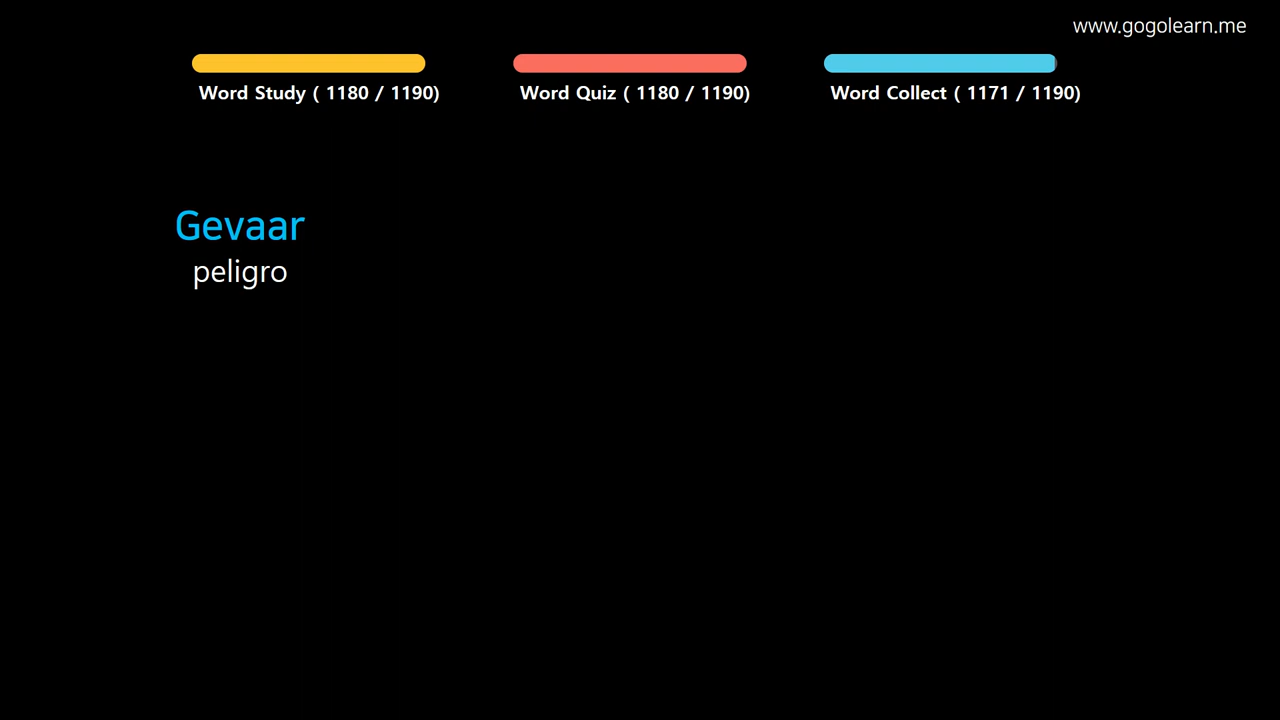 www.gogolearn.me
Word Study ( 1180 / 1190)
Word Quiz ( 1180 / 1190)
Word Collect ( 1171 / 1190)
Gevaar
peligro